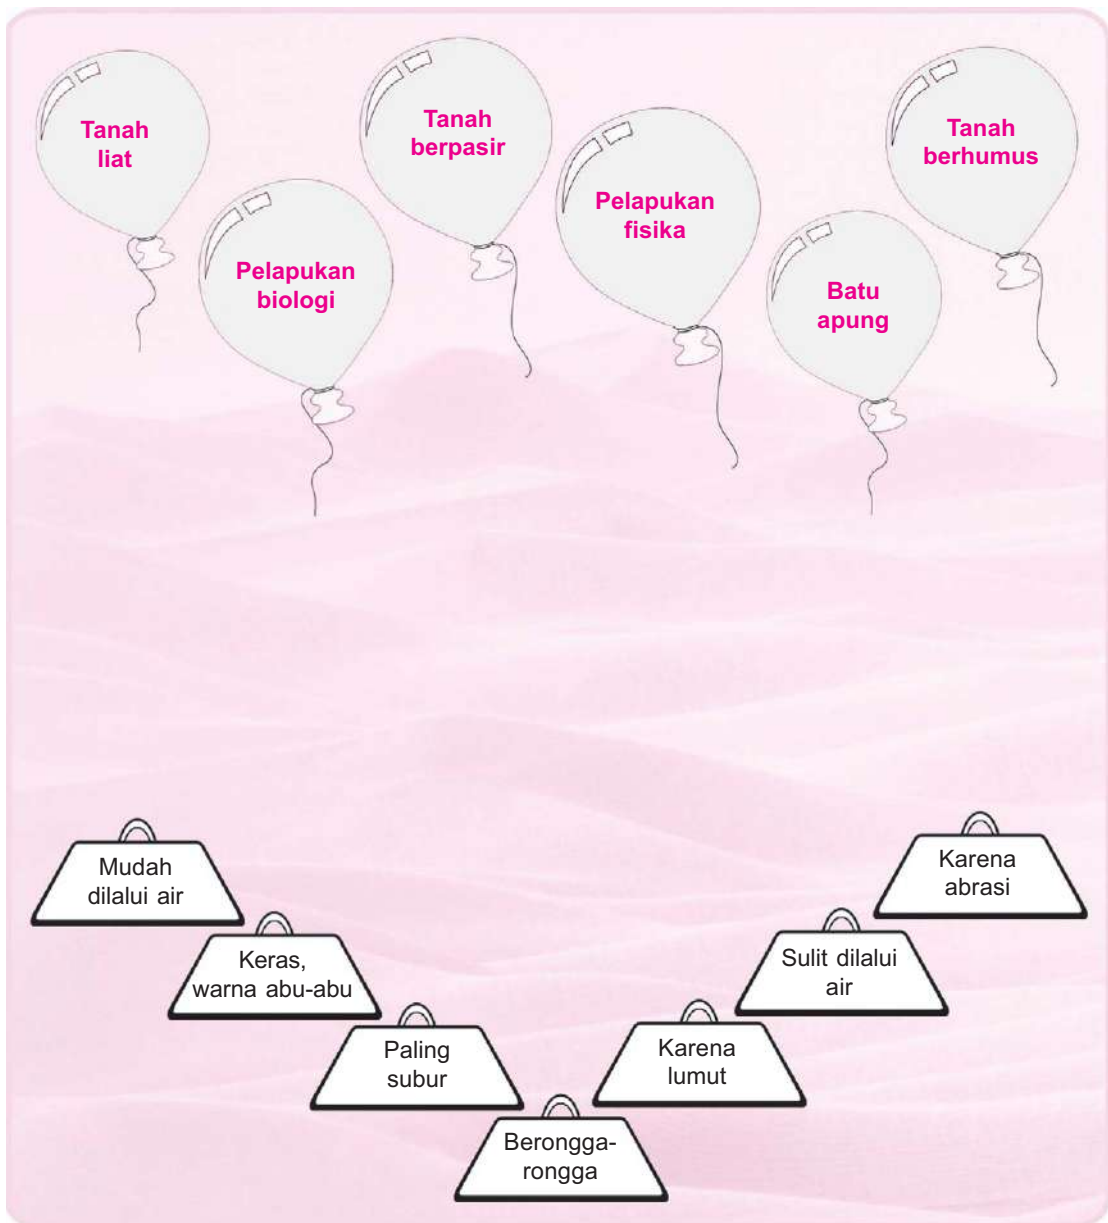 Tanah
liat
Tanah
berpasir
Tanah
berhumus
Pelapukan
biologi
Pelapukan
fisika
Batu
apung
Mudah
dilalui air
Karena
abrasi
Keras,
warna abu-abu
Sulit dilalui
air
Paling
subur
Karena
lumut
Berongga-
rongga